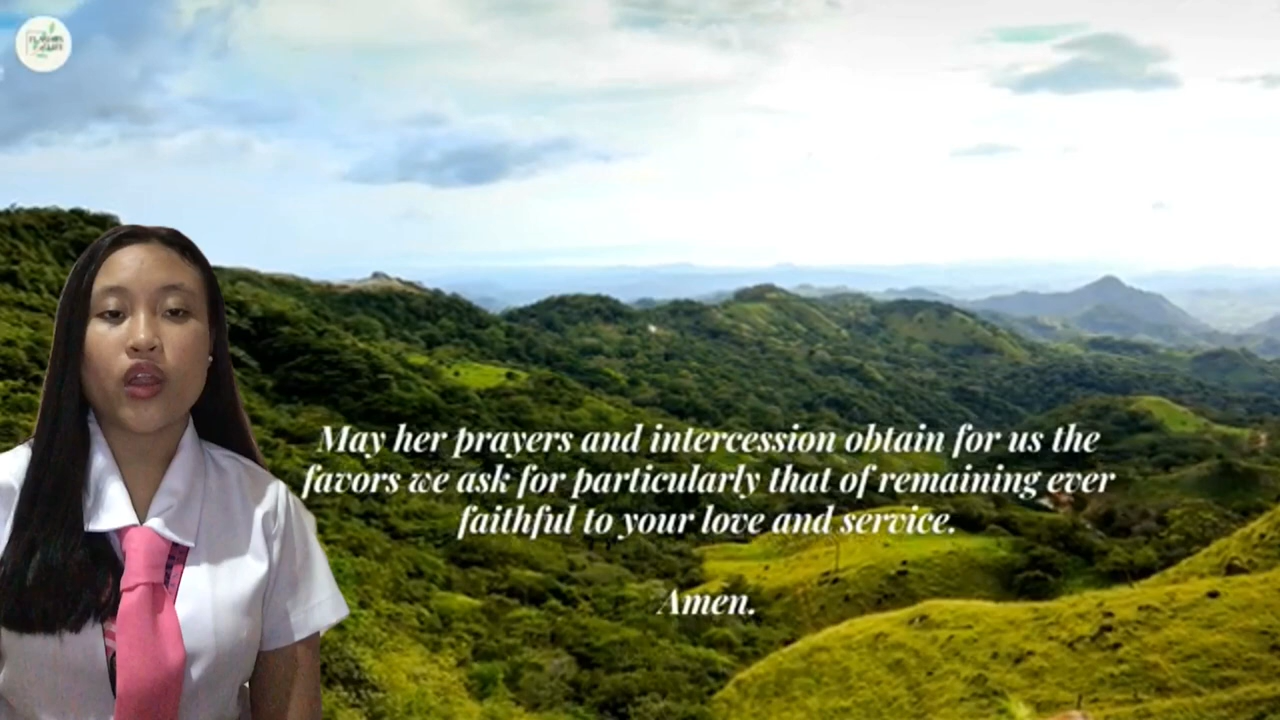 May her prayers and intercession obtain for us the
favors we ask for particularly that of remaining ever
faithful to your love and service.
Amen.